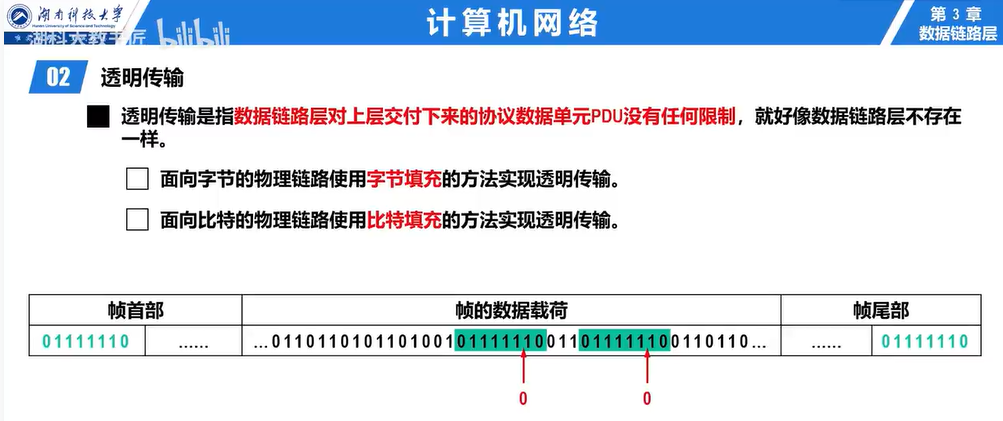 湖南科技大学
Hunan University of Science and Technology
湖科大教书匠 bilibili
计算机网络
第 3 章
数据链路层
02 透明传输
透明传输是指数据链路层对上层交付下来的协议数据单元PDU没有任何限制，就好像数据链路层不存在
一样。
面向字节的物理链路使用字节填充的方法实现透明传输。
面向比特的物理链路使用比特填充的方法实现透明传输。
帧首部 帧的数据载荷 帧尾部
01111110 …… …011011010110100101111110011011111100110110… …… 01111110
0 0